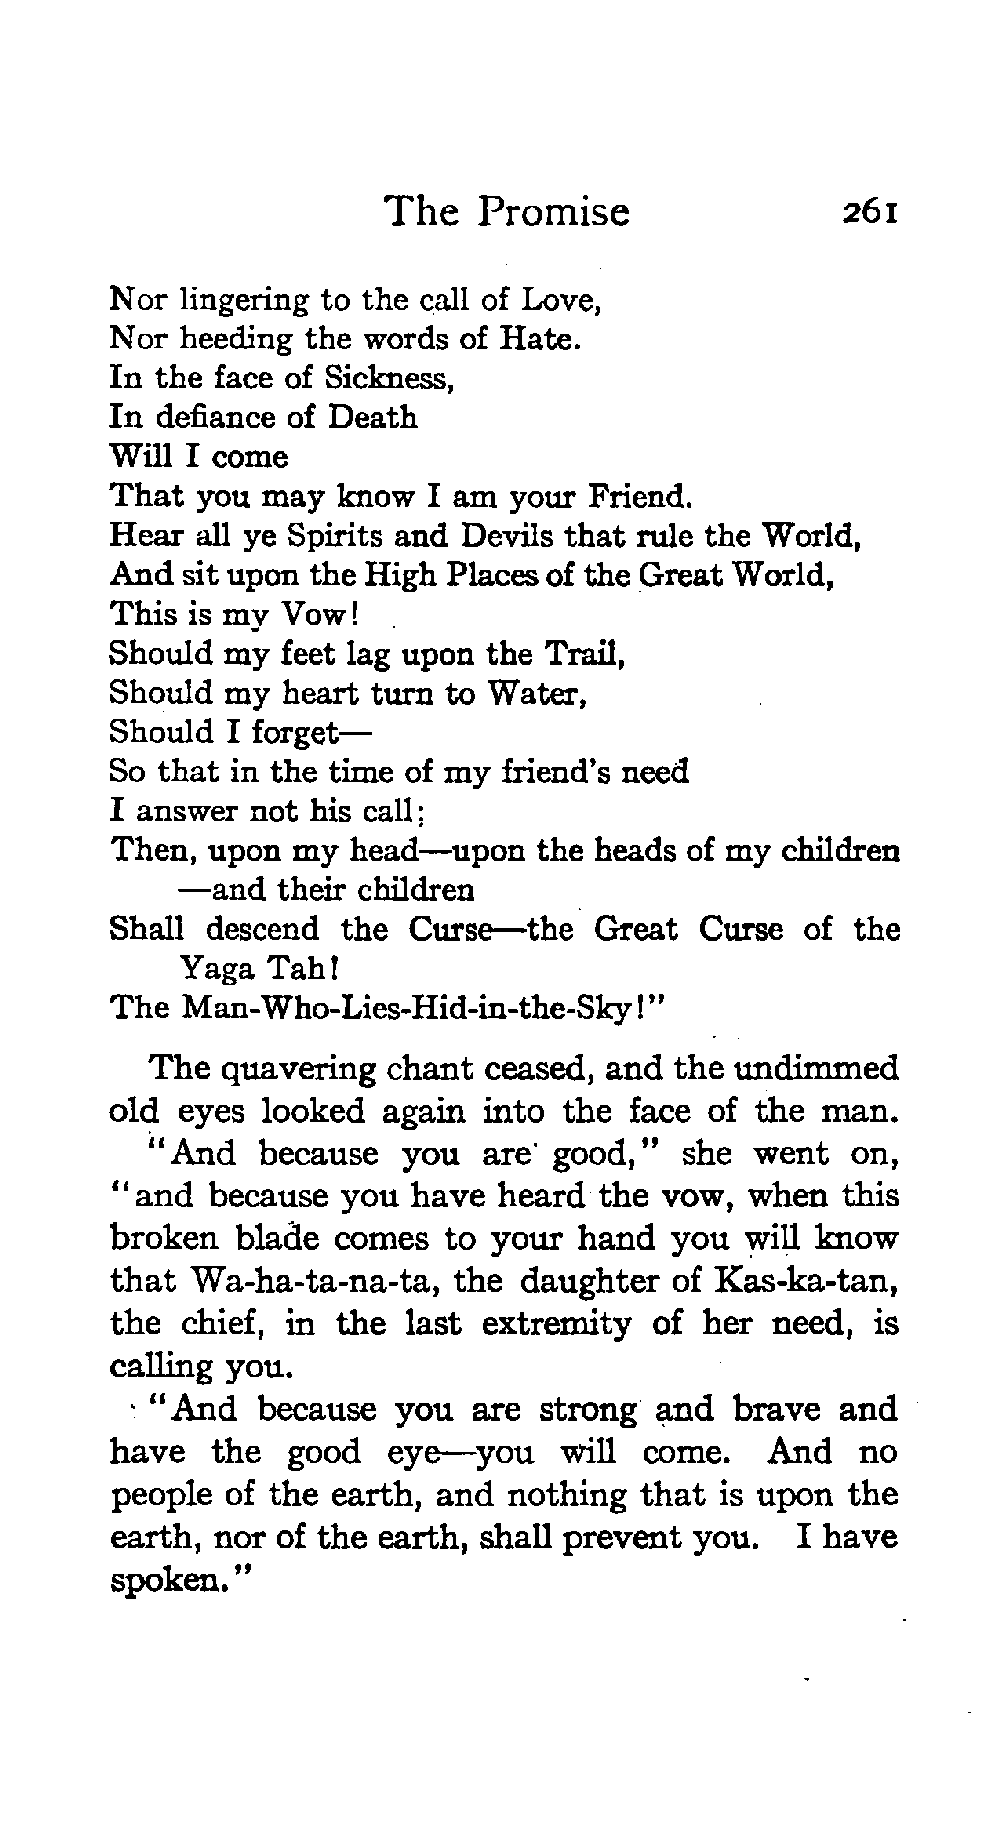 The Promise 261
Nor lingering to the call of Love,
Nor heeding the words of Hate.
In the face of Sickness,
In defiance of Death
Will I come
That you may know I am your Friend.
Hear all ye Spirits and Devils that rule the World,
And sit upon the High Places of the Great World,
This is my Vow!
Should my feet lag upon the Trail,
Should my heart turn to Water,
Should I forget—
So that in the time of my friend's need
I answer not his call;
Then, upon my head—upon the heads of my children
—and their children
Shall descend the Curse—the Great Curse of the
Yaga Tah!
The Man-Who-Lies-Hid-in-the-Sky!"
The quavering chant ceased, and the undimmed
old eyes looked again into the face of the man.
"And because you are good," she went on,
"and because you have heard the vow, when this
broken blade comes to your hand you will know
that Wa-ha-ta-na-ta, the daughter of Kas-ka-tan,
the chief, in the last extremity of her need, is
calling you.
"And because you are strong and brave and
have the good eye—you will come. And no
people of the earth, and nothing that is upon the
earth, nor of the earth, shall prevent you. I have
spoken."